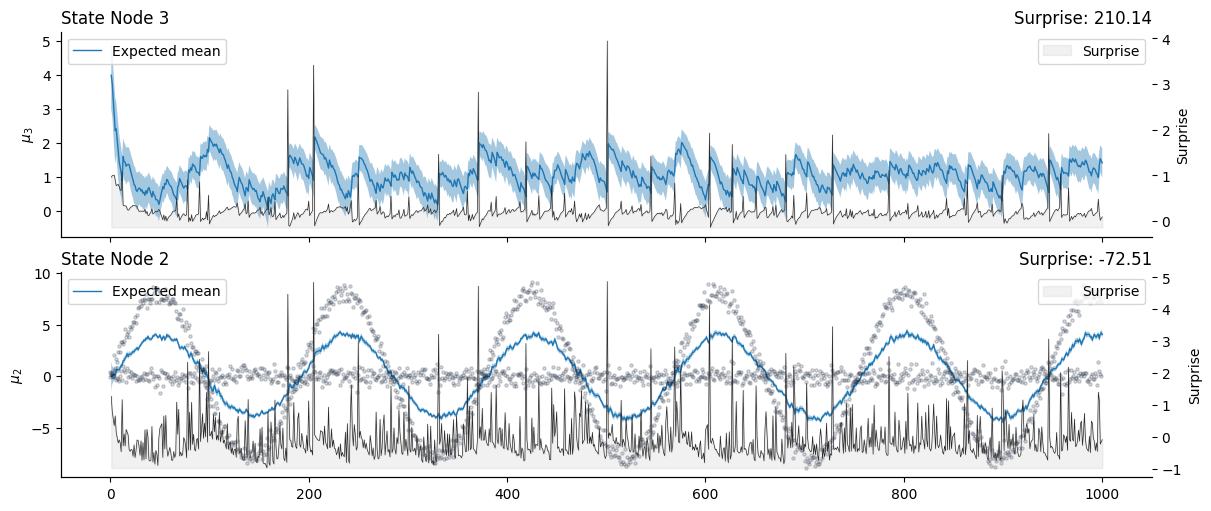 State Node 3
Surprise: 210.14
Expected mean
Surprise
μ3
5
4
3
2
1
0
4
3
2
1
0
Surprise
State Node 2
Surprise: -72.51
Expected mean
Surprise
μ2
10
5
0
−5
5
4
3
2
1
0
−1
Surprise
0
200
400
600
800
1000